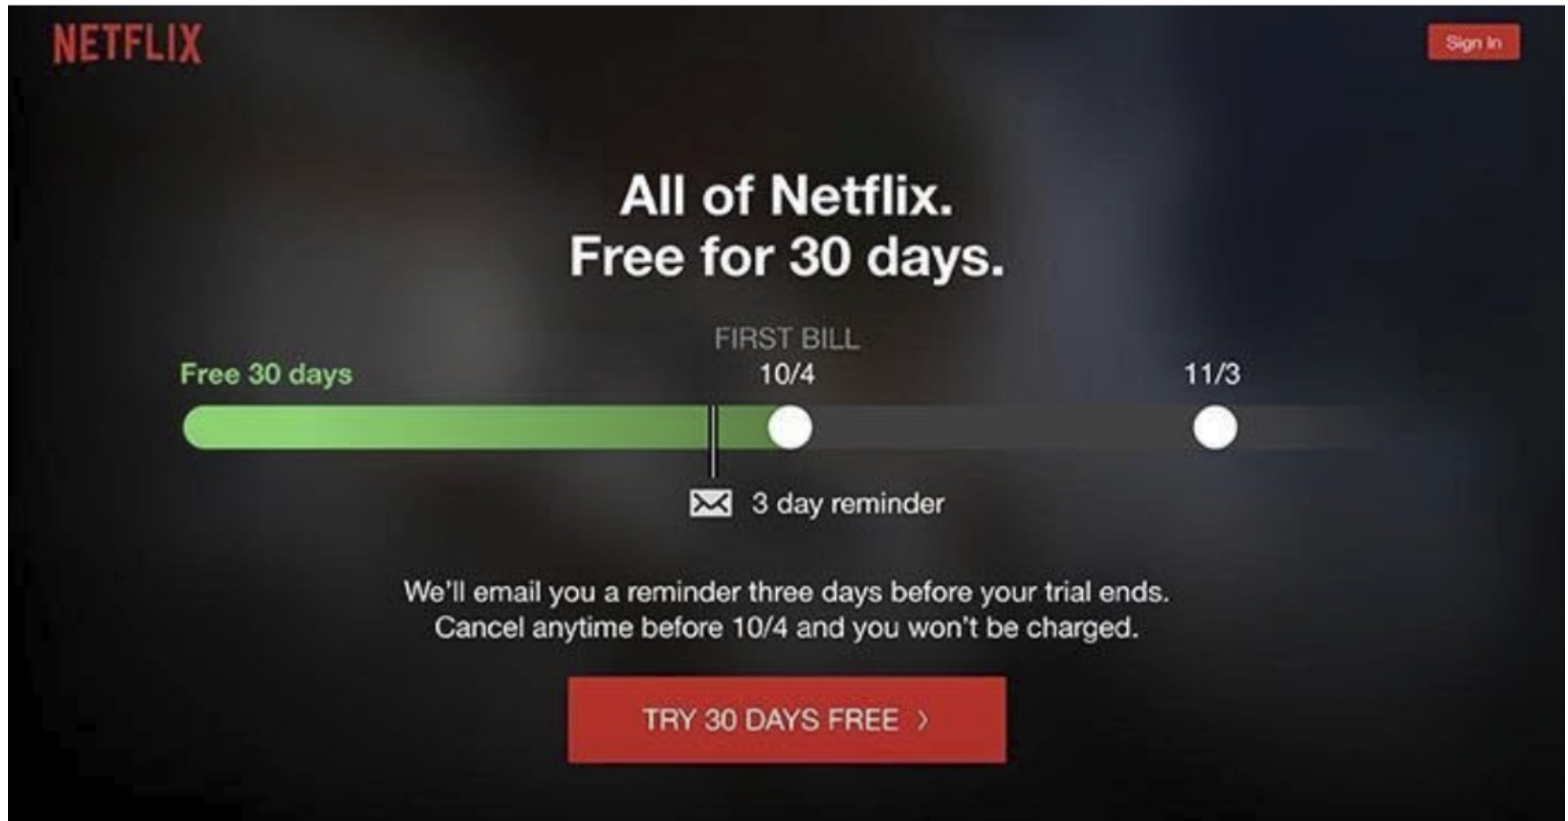 NETFLIX
Sign In
All of Netflix.
Free for 30 days.
FIRST BILL
Free 30 days
10/4
11/3
3 day reminder
We'll email you a reminder three days before your trial ends.
Cancel anytime before 10/4 and you won't be charged.
TRY 30 DAYS FREE >